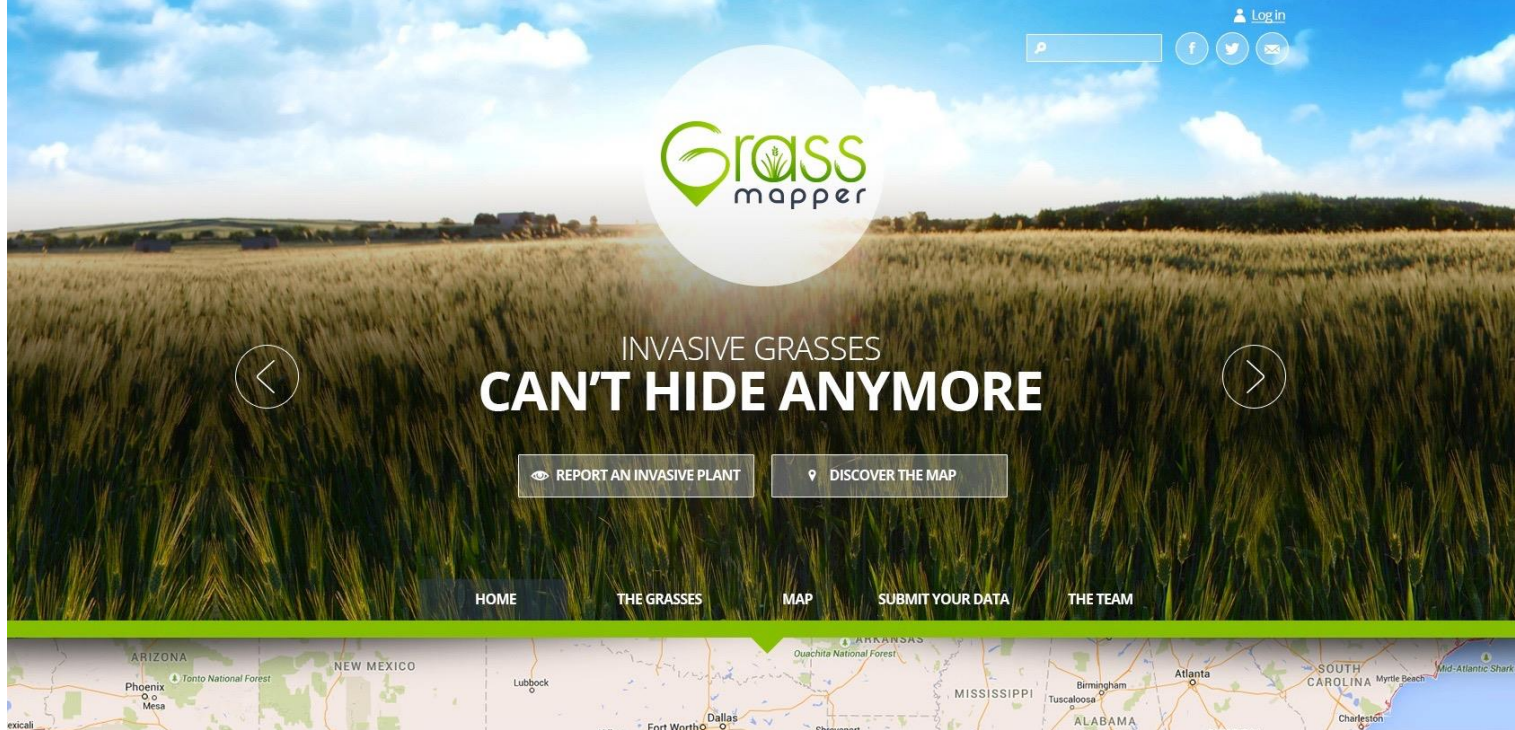 Log in
Grass
mapper
INVASIVE GRASSES
CAN'T HIDE ANYMORE
REPORT AN INVASIVE PLANT
DISCOVER THE MAP
HOME
THE GRASSES
MAP
SUBMIT YOUR DATA
THE TEAM
ARKANSAS
Ouachita National Forest
ARIZONA
NEW MEXICO
Tonto National Forest
Phoenix
Mesa
Lubbock
MISSISSIPPI
Birmingham
Tuscaloosa
Atlanta
SOUTH
CAROLINA
Myrtle Beach
Mid-Atlantic Shark
exicali
Fort Worth
Dallas
Shreveport
ALABAMA
Charleston